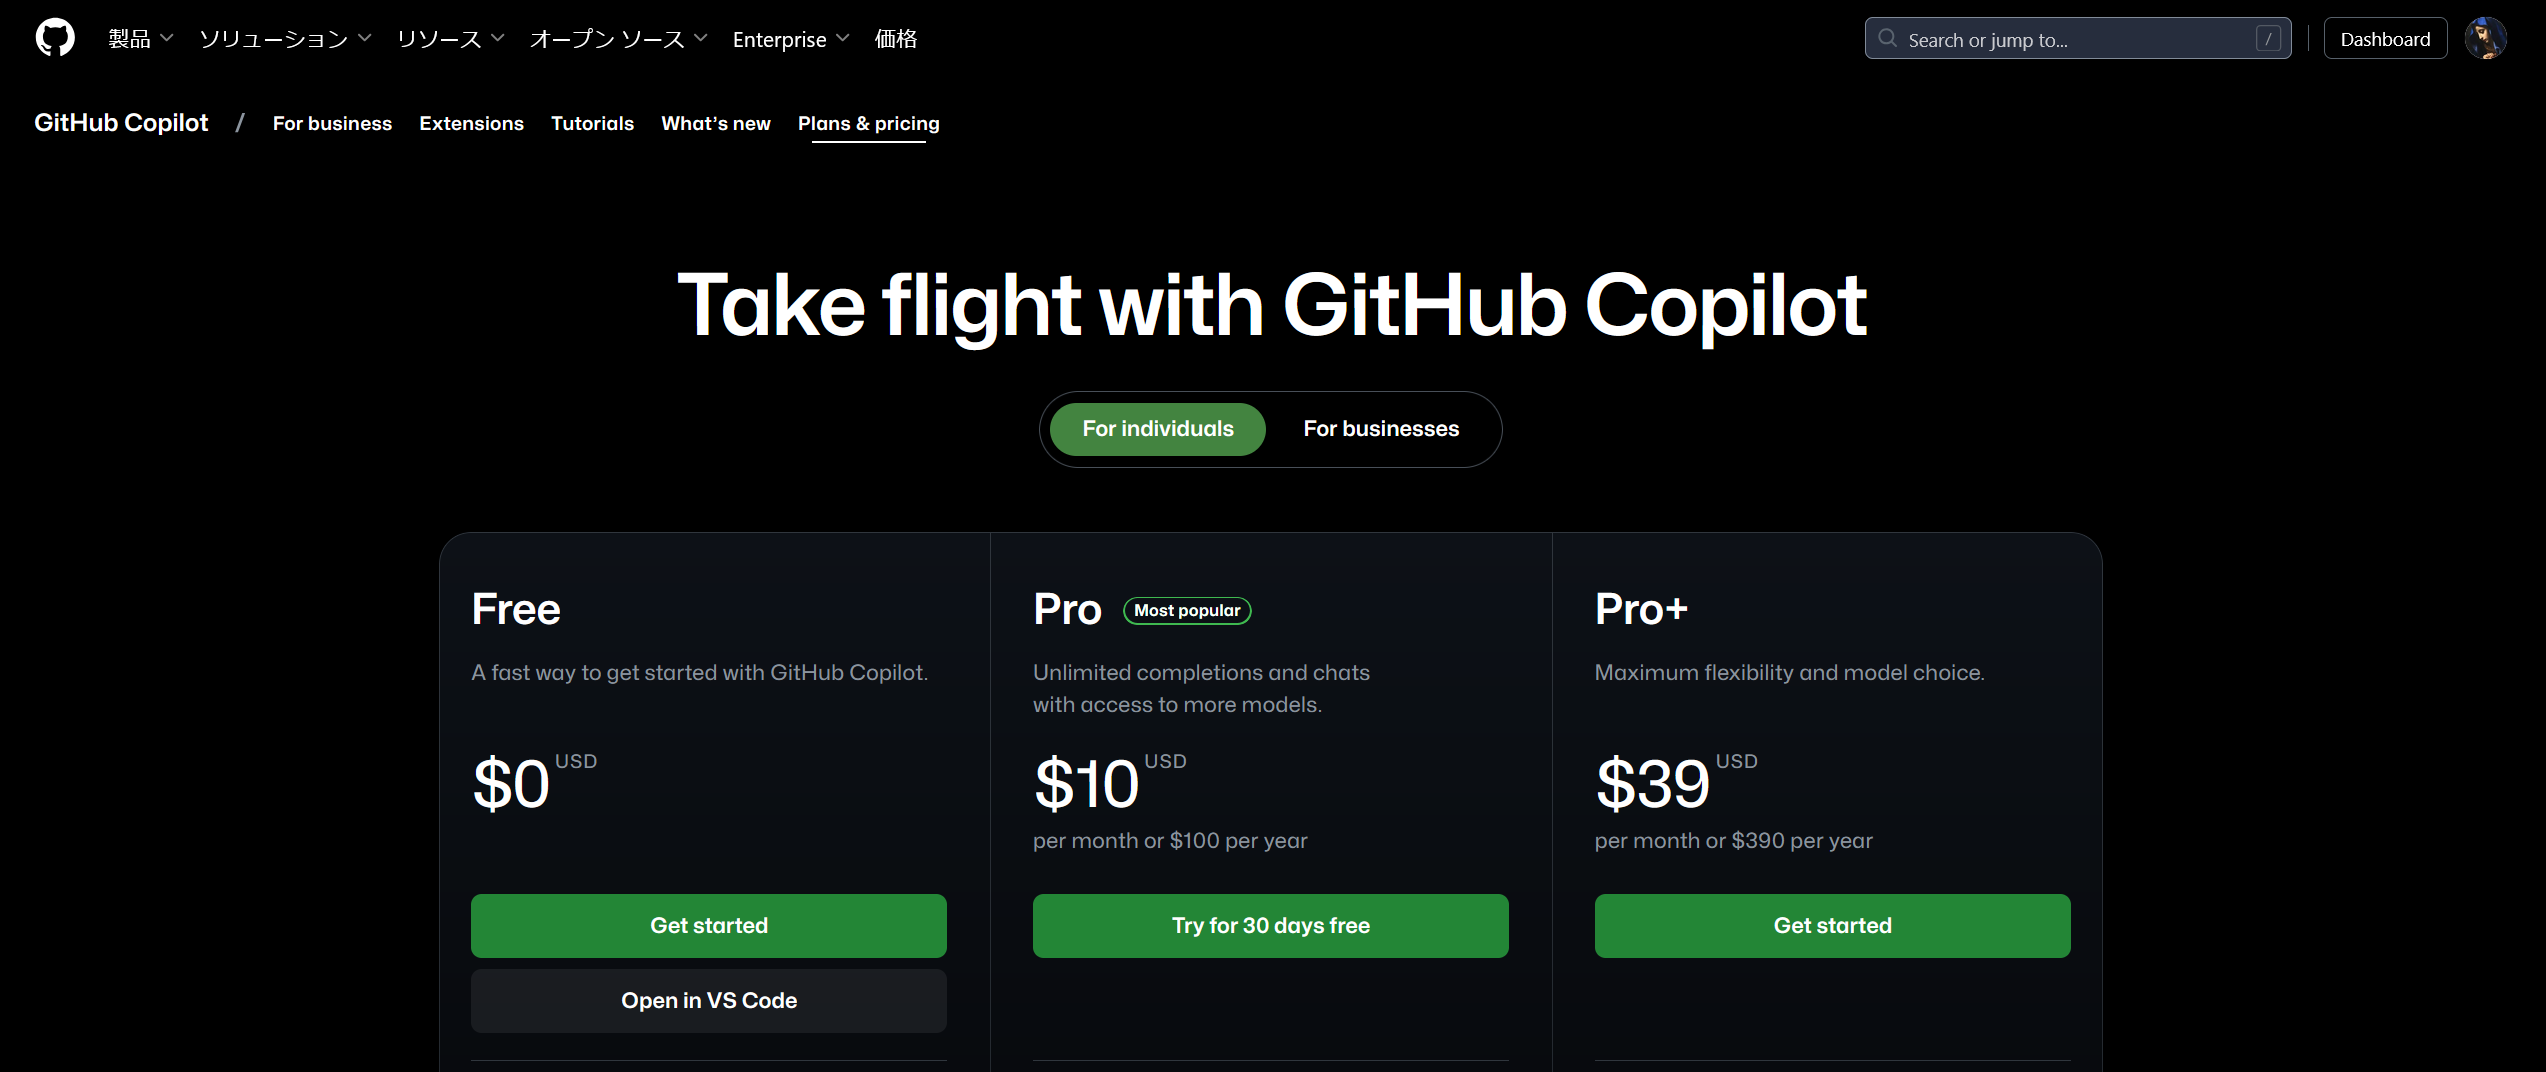 製品 ソリューション リソース オープン ソース Enterprise 価格 Search or jump to... / Dashboard
GitHub Copilot / For business Extensions Tutorials What's new Plans & pricing
Take flight with GitHub Copilot
For individuals For businesses
Free
A fast way to get started with GitHub Copilot.
$0 USD
Get started
Open in VS Code
Pro Most popular
Unlimited completions and chats
with access to more models.
$10 USD
per month or $100 per year
Try for 30 days free
Pro+
Maximum flexibility and model choice.
$39 USD
per month or $390 per year
Get started